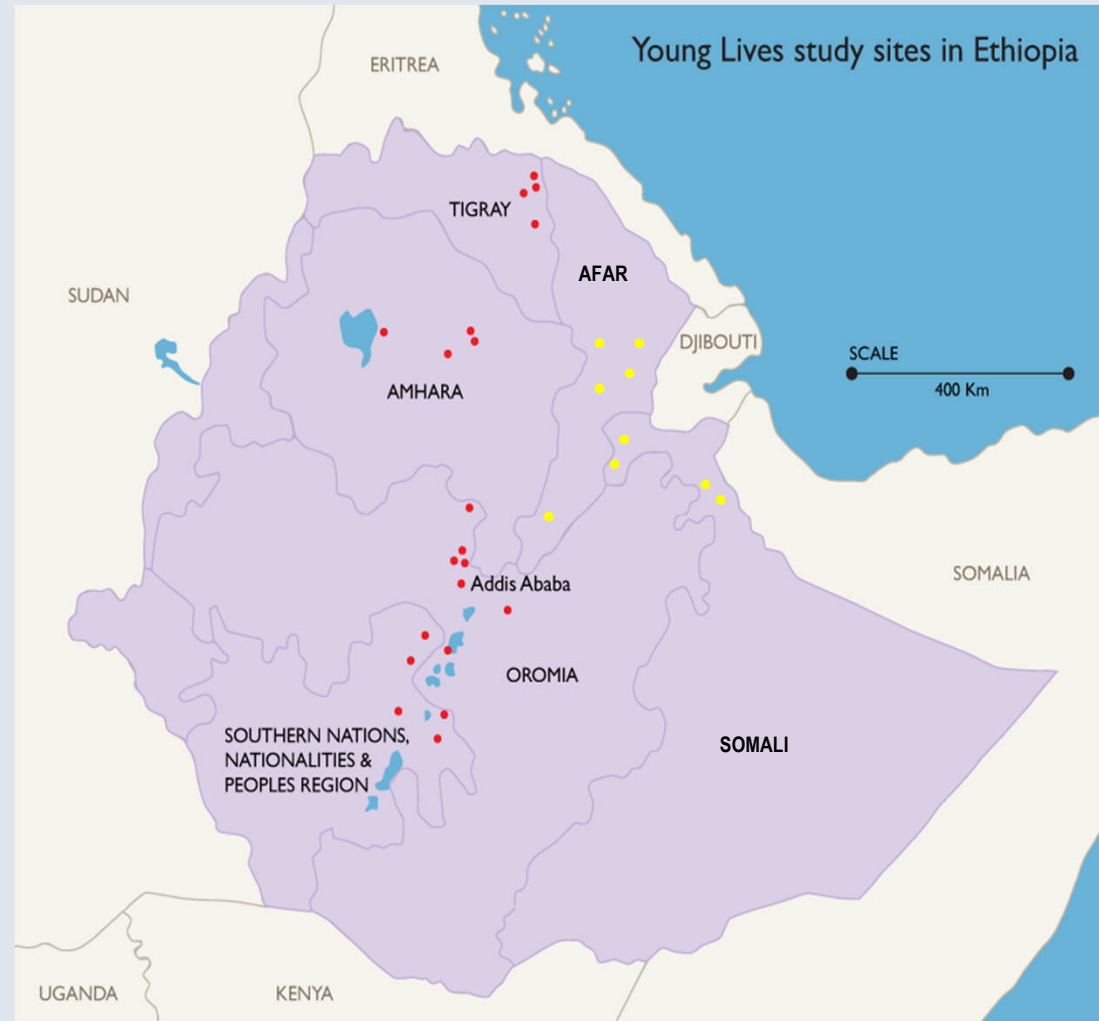 Young Lives study sites in Ethiopia
ERITREA
TIGRAY
AFAR
SUDAN
DJIBOUTI
SCALE
400 Km
AMHARA
Addis Ababa
SOMALIA
OROMIA
SOUTHERN NATIONS,
NATIONALITIES &
PEOPLES REGION
SOMALI
UGANDA
KENYA